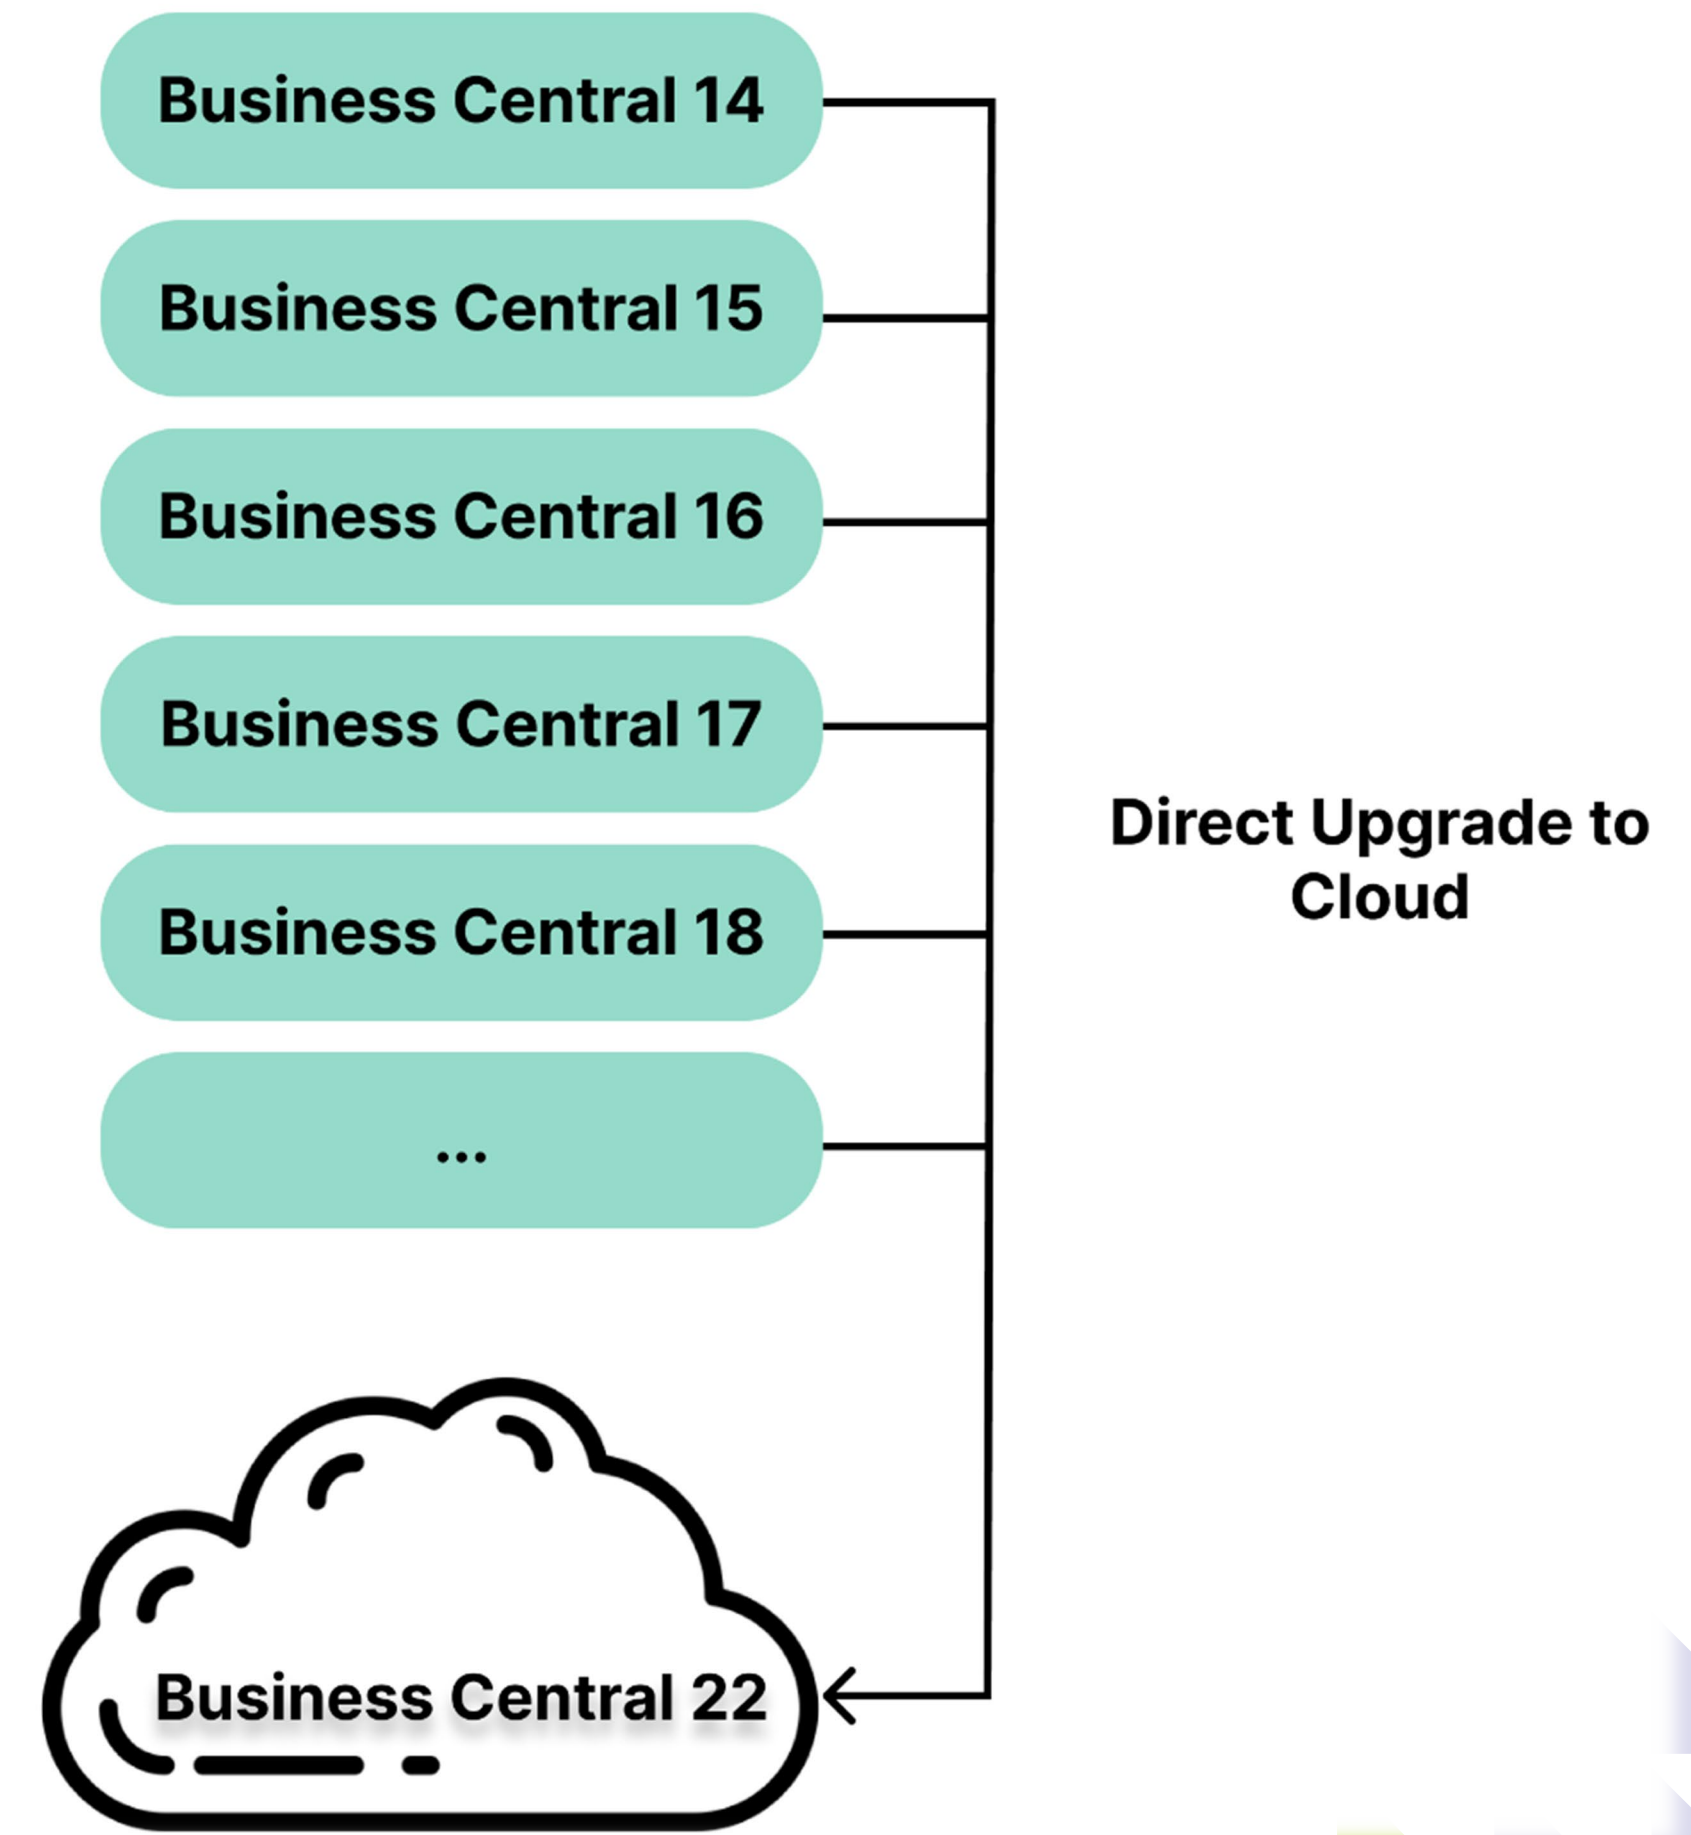 Business Central 14
Business Central 15
Business Central 16
Business Central 17
Business Central 18
...
Direct Upgrade to
Cloud
Business Central 22